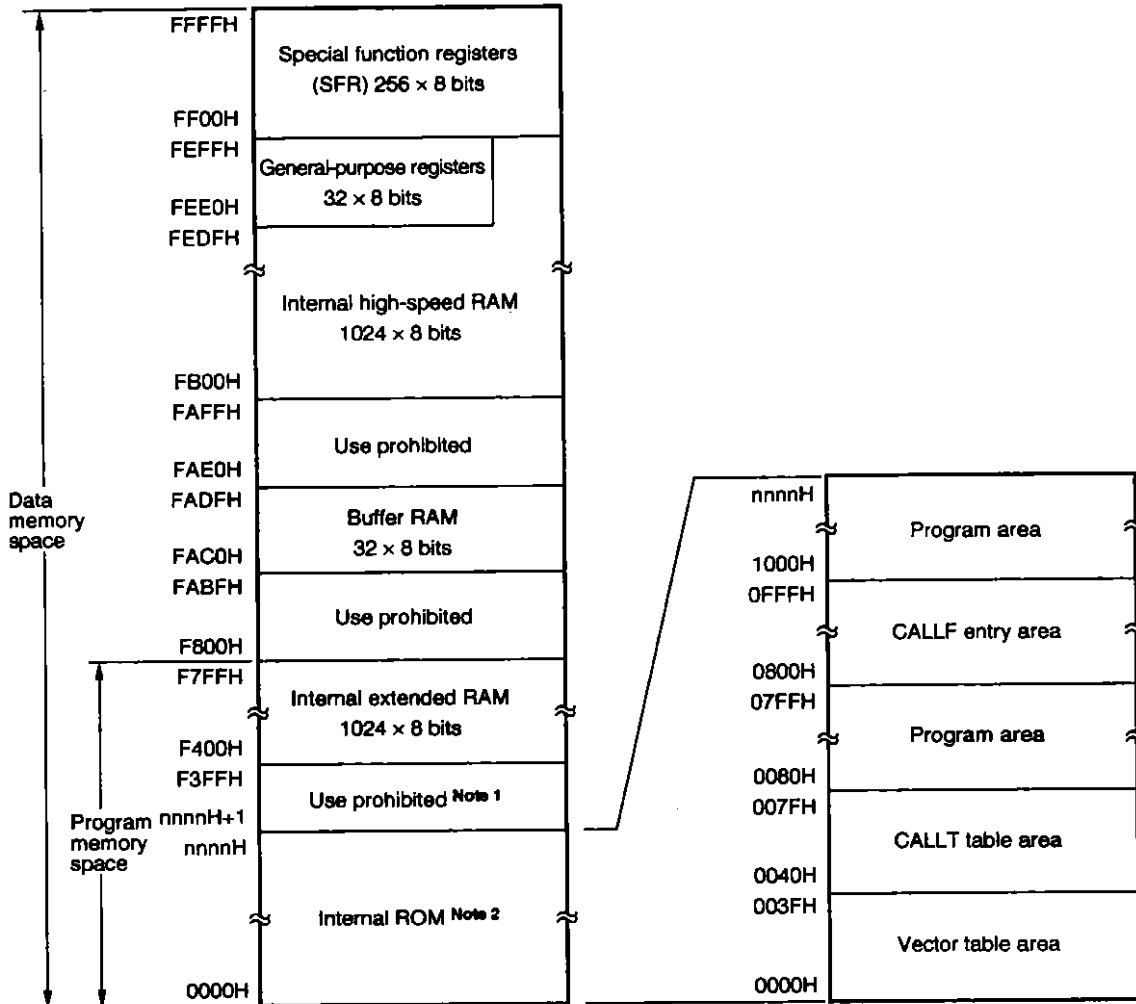 FFFFH
Special function registers
(SFR) 256 × 8 bits
FF00H
FEFFH
General-purpose registers
32 × 8 bits
FEE0H
FEDFH
Internal high-speed RAM
1024 × 8 bits
FB00H
FAFFH
Use prohibited
FAE0H
FADFH
Buffer RAM
32 × 8 bits
FAC0H
FABFH
Use prohibited
F800H
F7FFH
Internal extended RAM
1024 × 8 bits
F400H
F3FFH
Use prohibited Note 1
nnnnH+1
nnnnH
Internal ROM Note 2
0000H
Data
memory
space
Program
memory
space
nnnnH
Program area
1000H
0FFFH
CALLF entry area
0800H
07FFH
Program area
0080H
007FH
CALLT table area
0040H
003FH
Vector table area
0000H